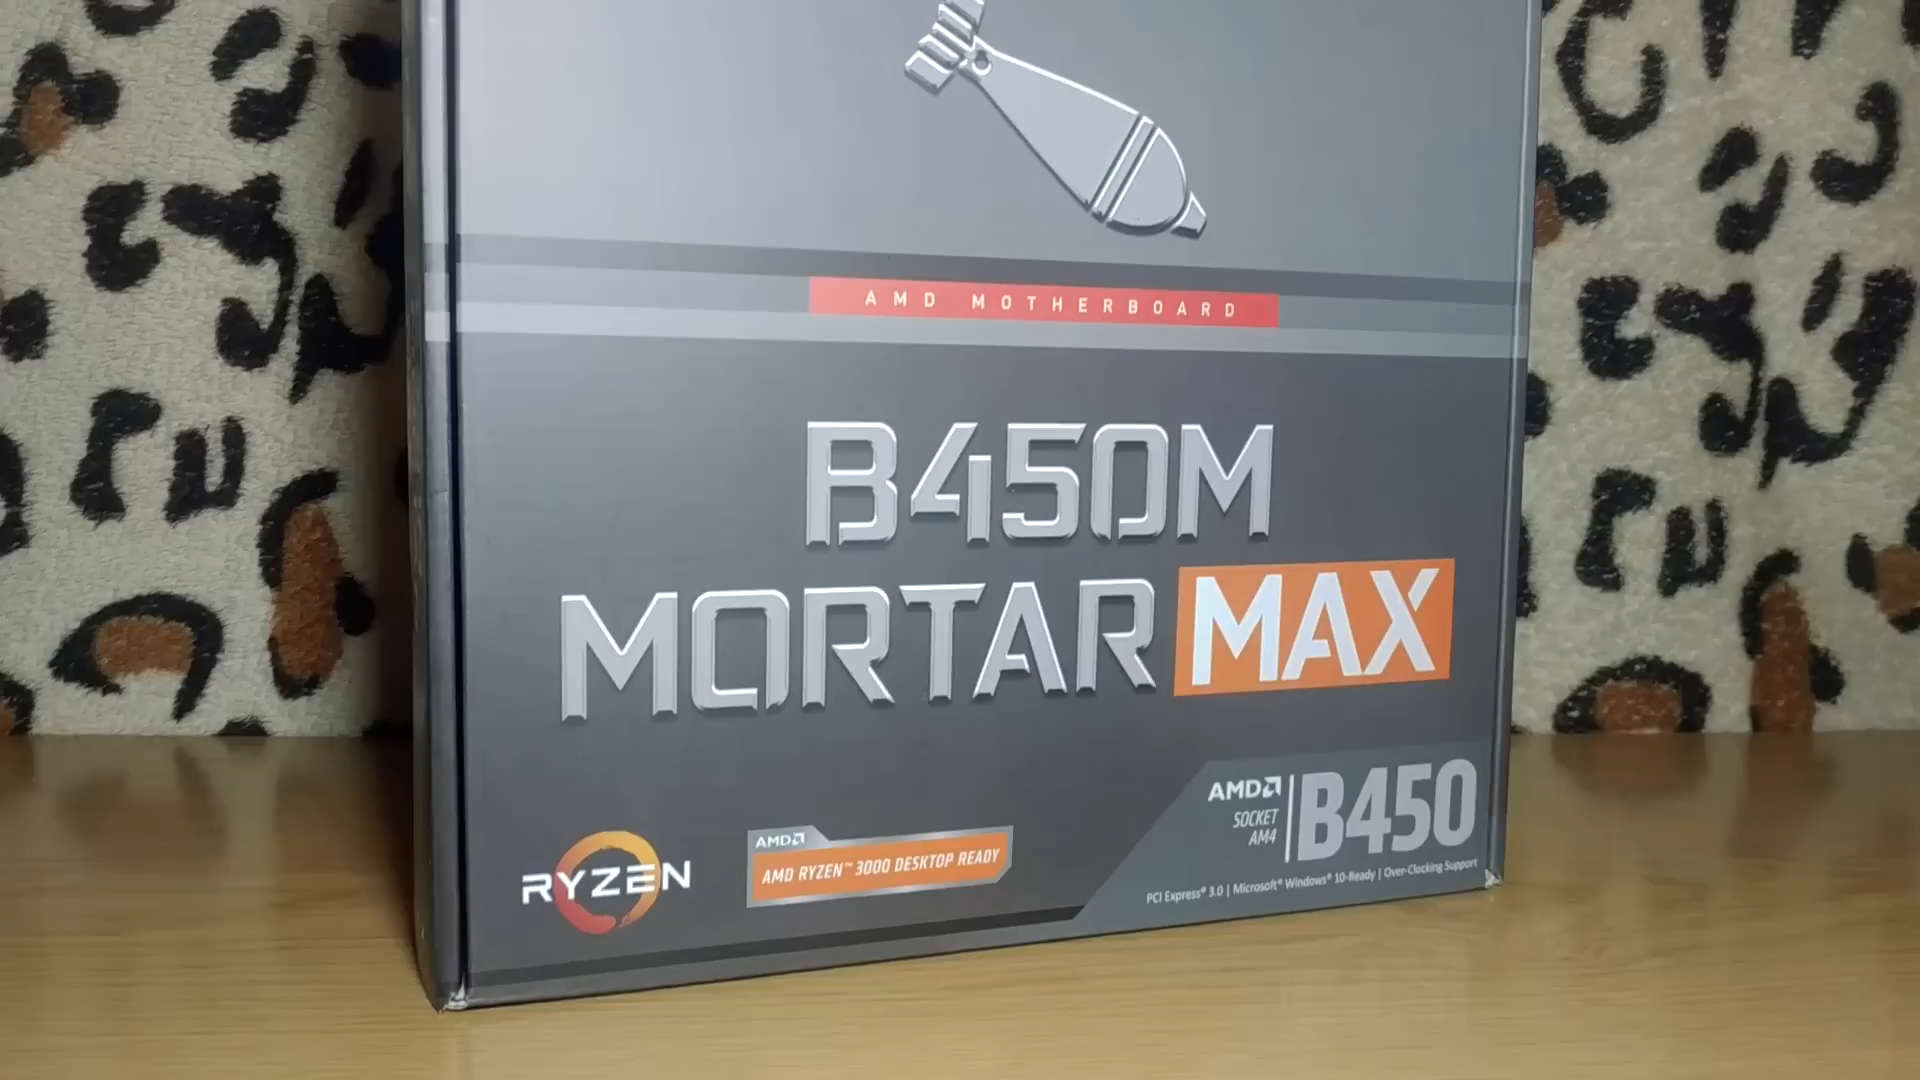 AMD MOTHERBOARD
B450M
MORTAR MAX
RYZEN
AMD
AMD RYZEN™ 3000 DESKTOP READY
AMD
SOCKET
AM4
B450
PCI Express® 3.0 | Microsoft® Windows® 10-Ready | Over-Clocking Support